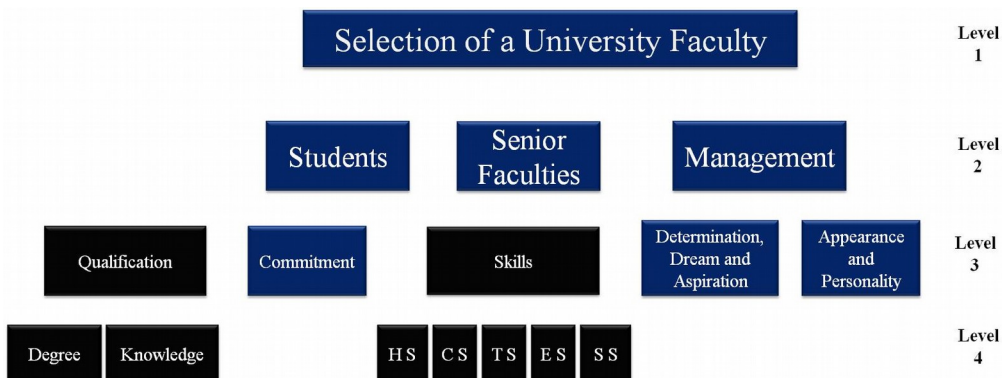 Selection of a University Faculty
Level
1
Students
Senior
Faculties
Management
Level
2
Qualification
Commitment
Skills
Determination,
Dream and
Aspiration
Appearance
and
Personality
Level
3
Degree
Knowledge
H S
C S
T S
E S
S S
Level
4